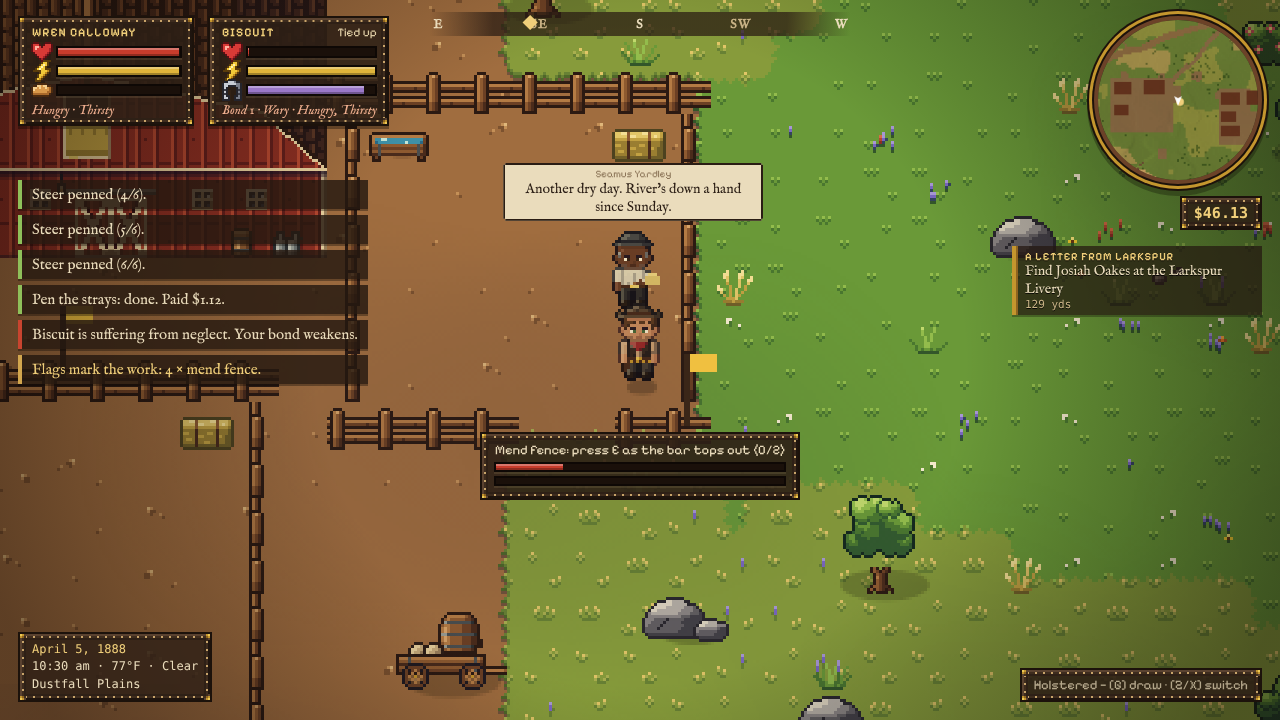 WREN CALLOWAY
Hungry · Thirsty
BISCUIT Tied up
Bond 1 · Wary · Hungry, Thirsty
E E S SW W
$46.13
A LETTER FROM LARKSPUR
Find Josiah Oakes at the Larkspur
Livery
129 yds
Seamus Yardley
Another dry day. River's down a hand
since Sunday.
Steer penned (4/6).
Steer penned (5/6).
Steer penned (6/6).
Pen the strays: done. Paid $1.12.
Biscuit is suffering from neglect. Your bond weakens.
Flags mark the work: 4 × mend fence.
Mend fence: press E as the bar tops out (0/2)
April 5, 1888
10:30 am · 77°F · Clear
Dustfall Plains
Holstered - (G) draw · (Z/X) switch